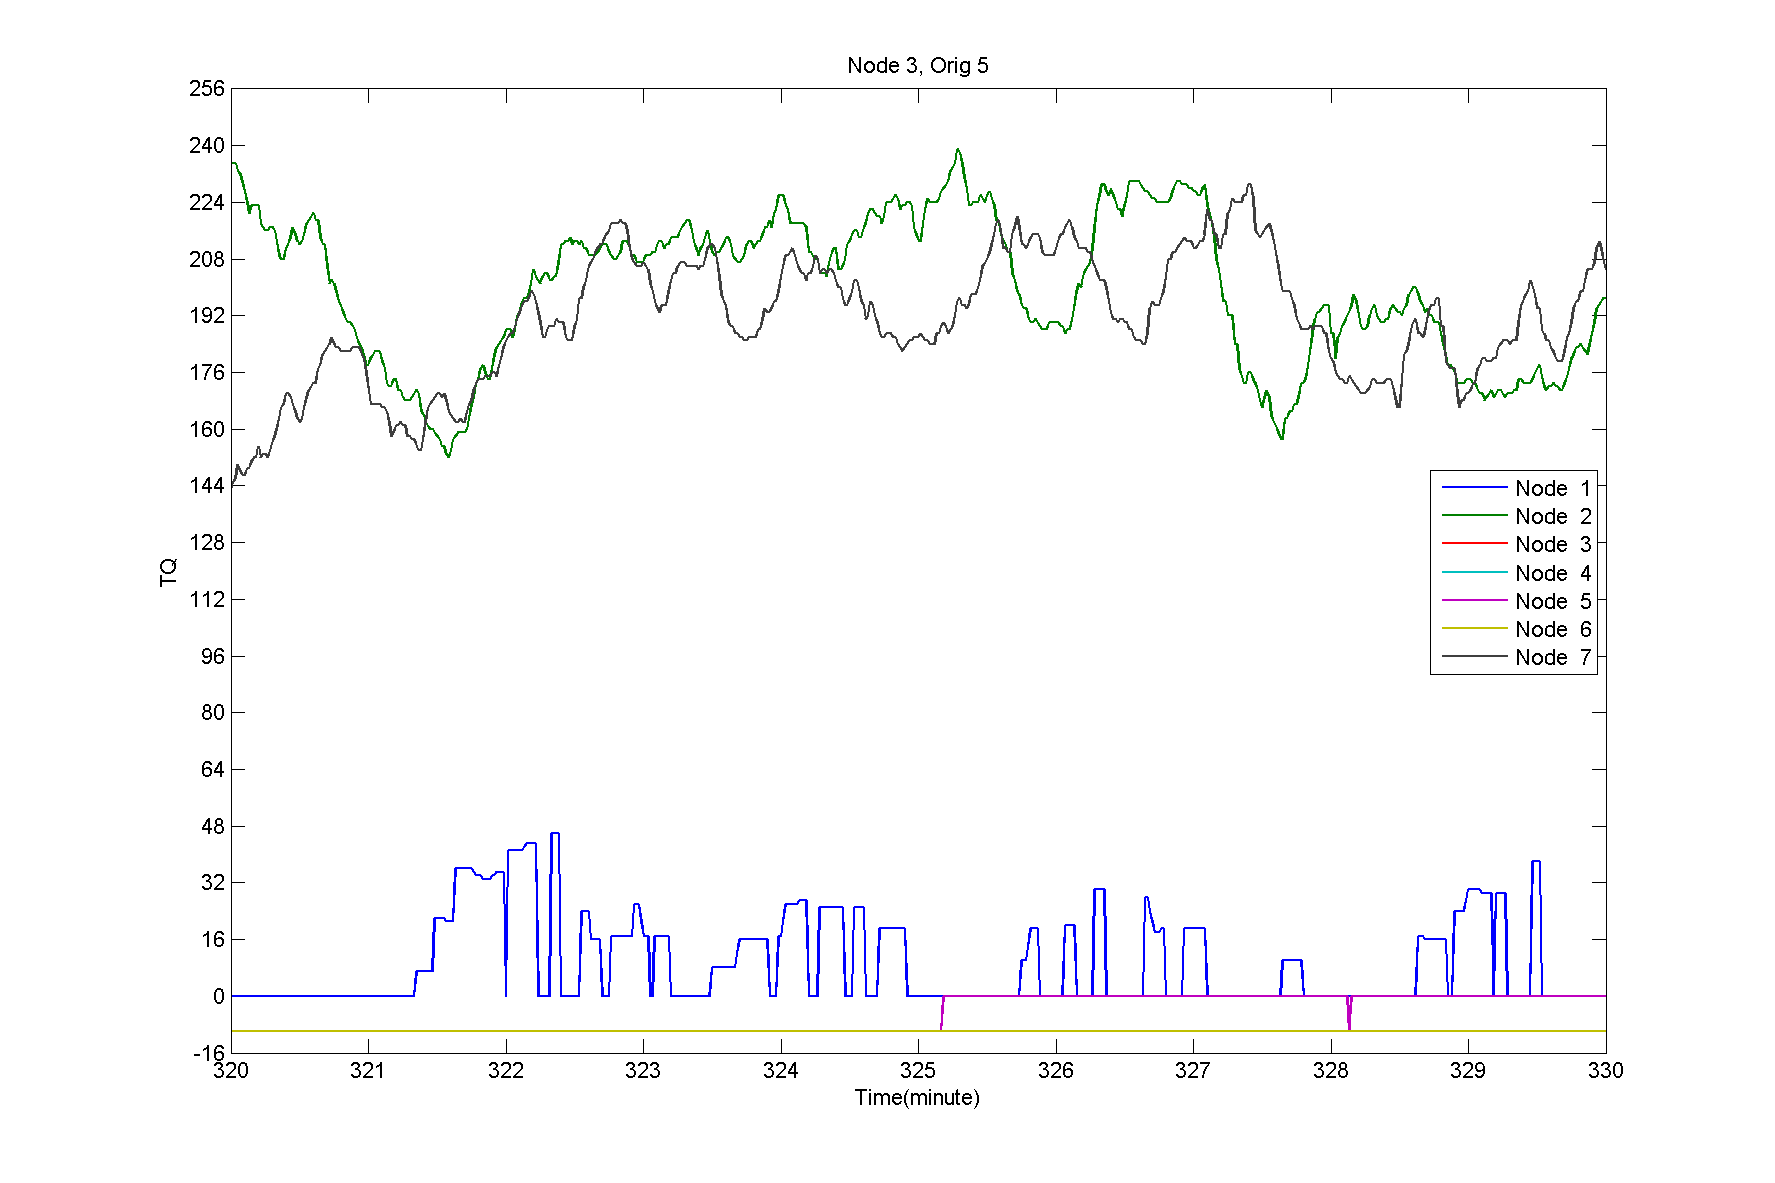 Node 3, Orig 5
256
240
224
208
192
176
160
144
128
112
96
80
64
48
32
16
0
-16
TQ
Node 1
Node 2
Node 3
Node 4
Node 5
Node 6
Node 7
320 321 322 323 324 325 326 327 328 329 330
Time(minute)